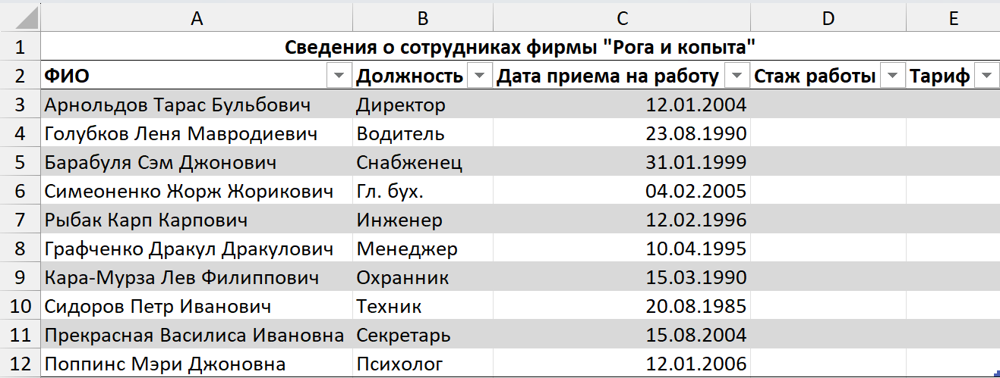 A B C D E
1 Сведения о сотрудниках фирмы "Рога и копыта"
2 ФИО Должность Дата приема на работу Стаж работы Тариф
3 Арнольдов Тарас Бульбович Директор 12.01.2004
4 Голубков Леня Мавродиевич Водитель 23.08.1990
5 Барабуля Сэм Джонович Снабженец 31.01.1999
6 Симеоненко Жорж Жорикович Гл. бух. 04.02.2005
7 Рыбак Карп Карпович Инженер 12.02.1996
8 Графченко Дракул Дракулович Менеджер 10.04.1995
9 Кара-Мурза Лев Филиппович Охранник 15.03.1990
10 Сидоров Петр Иванович Техник 20.08.1985
11 Прекрасная Василиса Ивановна Секретарь 15.08.2004
12 Поппинс Мэри Джоновна Психолог 12.01.2006